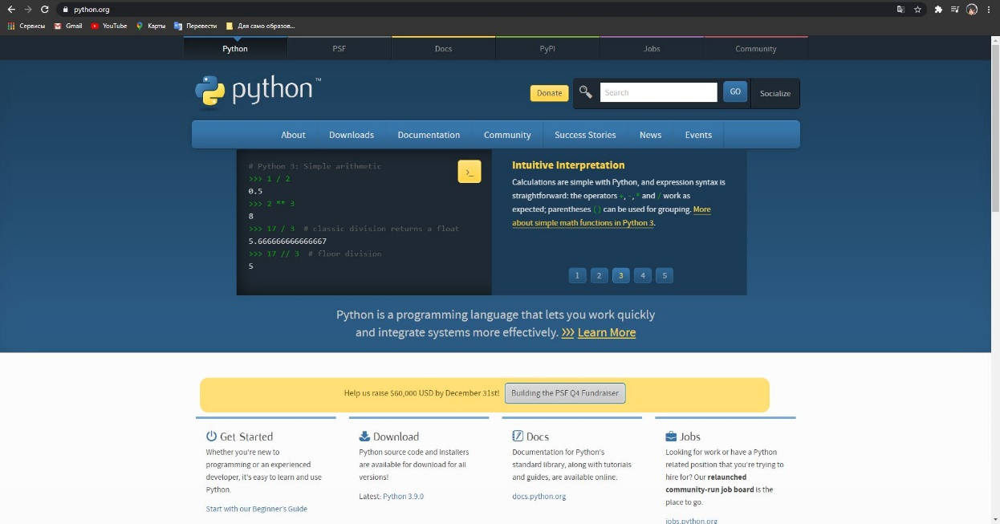 python.org
Сервисы Gmail YouTube Карты Перевести Для само образов...
Python PSF Docs PyPI Jobs Community
python™
Donate Search GO Socialize
About Downloads Documentation Community Success Stories News Events
# Python 3: Simple arithmetic
>>> 1 / 2
0.5
>>> 2 ** 3
8
>>> 17 / 3 # classic division returns a float
5.666666666666667
>>> 17 // 3 # floor division
5
>_
Intuitive Interpretation
Calculations are simple with Python, and expression syntax is
straightforward: the operators +, -, * and / work as
expected; parentheses () can be used for grouping. More
about simple math functions in Python 3.
1 2 3 4 5
Python is a programming language that lets you work quickly
and integrate systems more effectively. >>> Learn More
Help us raise $60,000 USD by December 31st! Building the PSF Q4 Fundraiser
Get Started
Whether you're new to
programming or an experienced
developer, it's easy to learn and use
Python.
Start with our Beginner's Guide
Download
Python source code and installers
are available for download for all
versions!
Latest: Python 3.9.0
Docs
Documentation for Python's
standard library, along with tutorials
and guides, are available online.
docs.python.org
Jobs
Looking for work or have a Python
related position that you're trying to
hire for? Our relaunched
community-run job board is the
place to go.
jobs.python.org